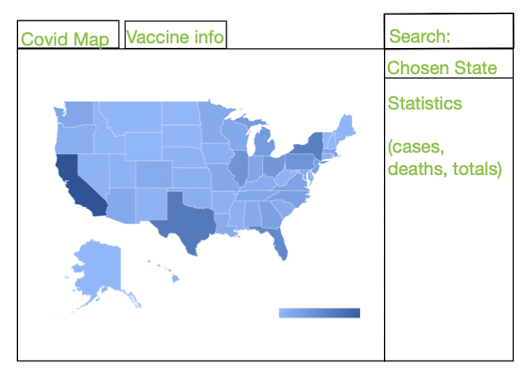 Covid Map
Vaccine info
Search:
Chosen State
Statistics
(cases,
deaths, totals)